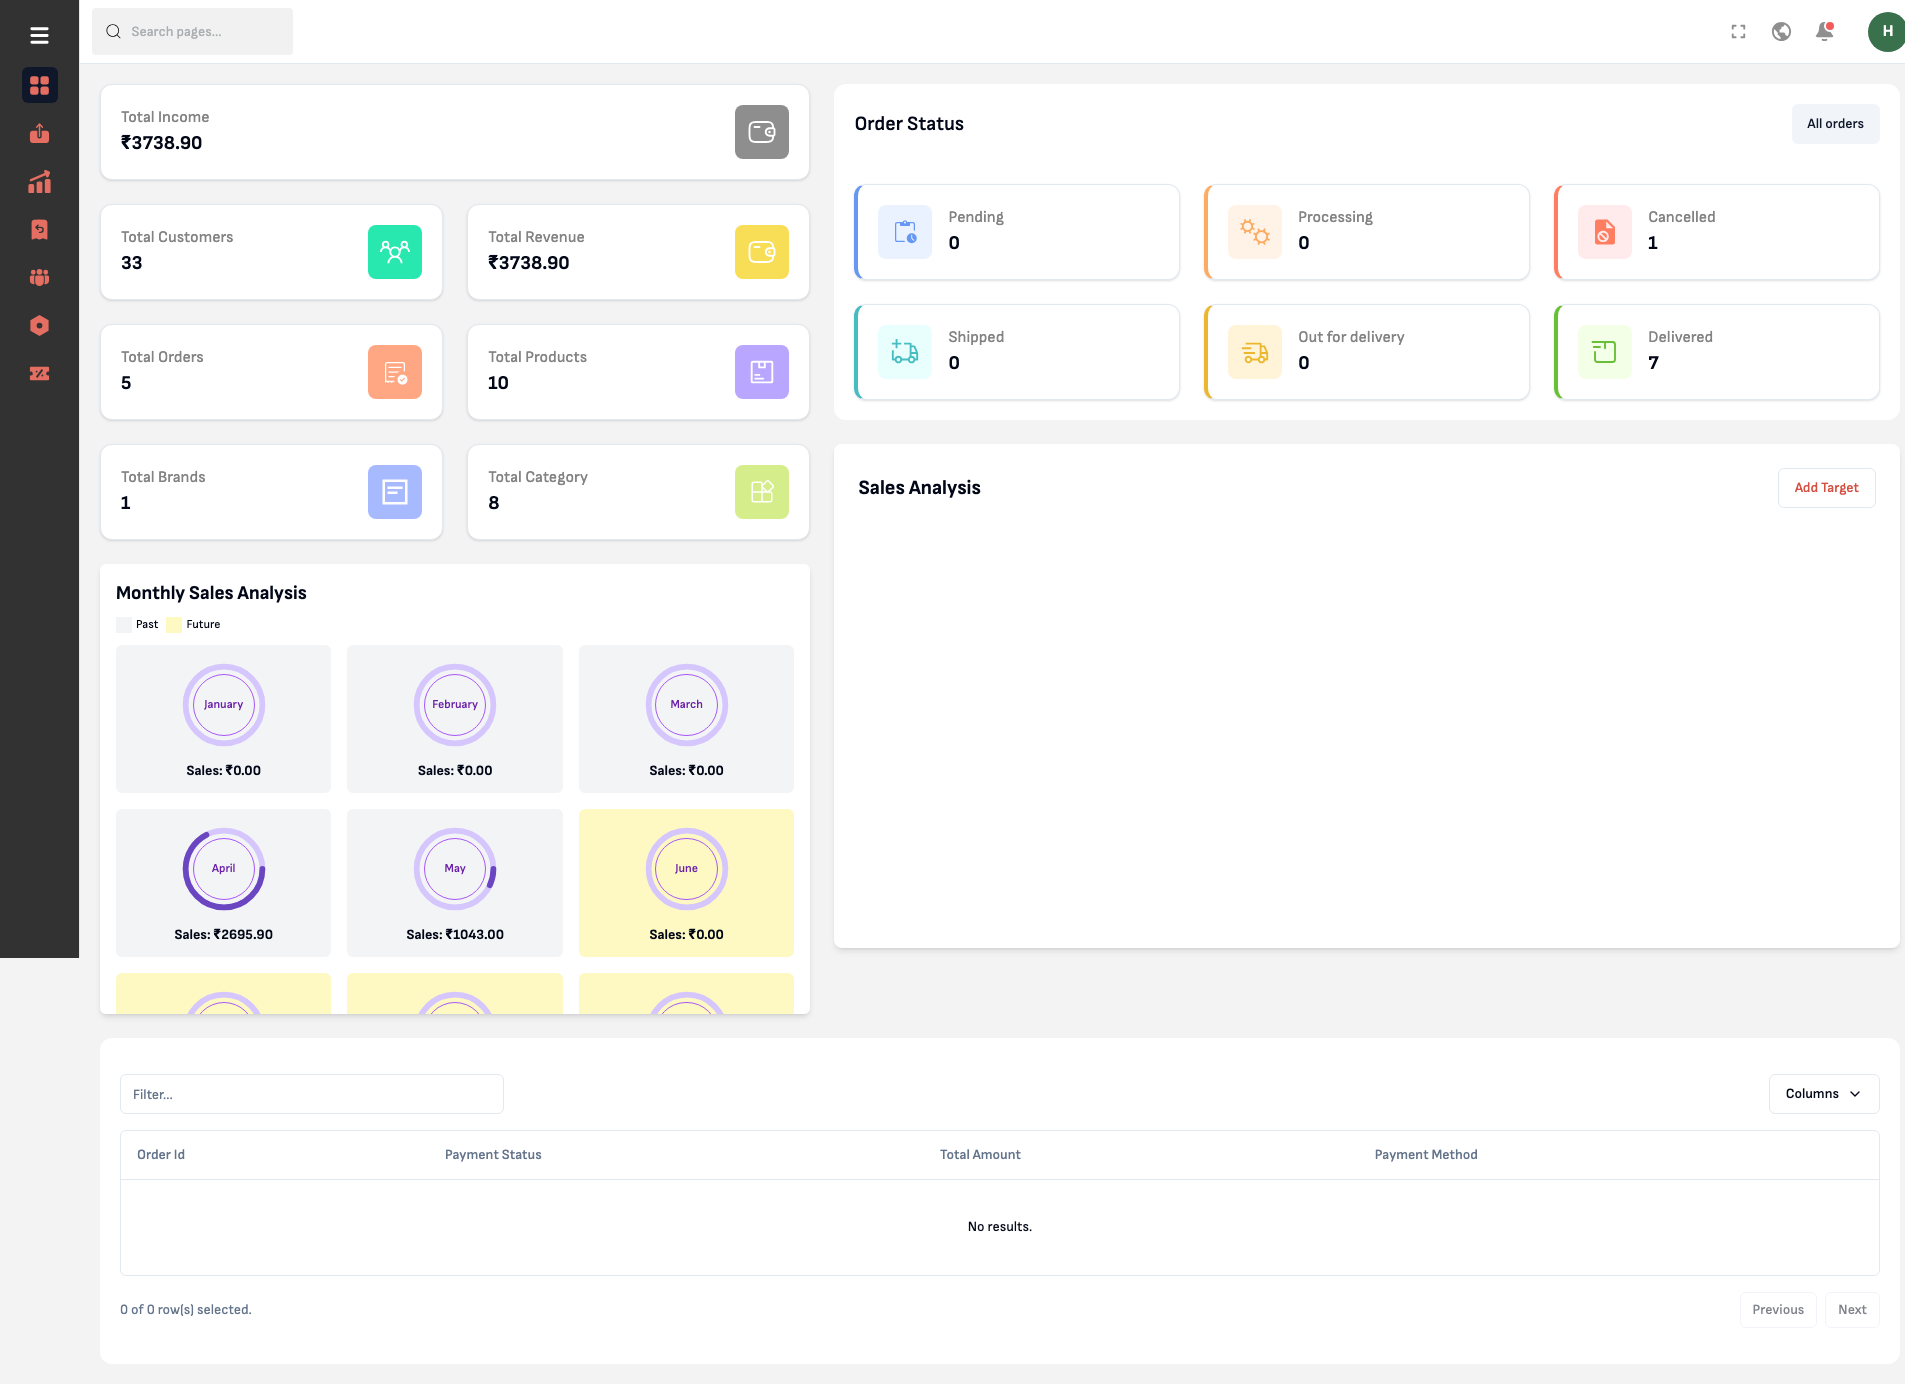 Search pages...
H
Total Income
₹3738.90
Total Customers
33
Total Revenue
₹3738.90
Total Orders
5
Total Products
10
Total Brands
1
Total Category
8
Order Status
All orders
Pending
0
Processing
0
Cancelled
1
Shipped
0
Out for delivery
0
Delivered
7
Sales Analysis
Add Target
Monthly Sales Analysis
Past
Future
January
Sales: ₹0.00
February
Sales: ₹0.00
March
Sales: ₹0.00
April
Sales: ₹2695.90
May
Sales: ₹1043.00
June
Sales: ₹0.00
Filter...
Columns
Order Id
Payment Status
Total Amount
Payment Method
No results.
0 of 0 row(s) selected.
Previous
Next